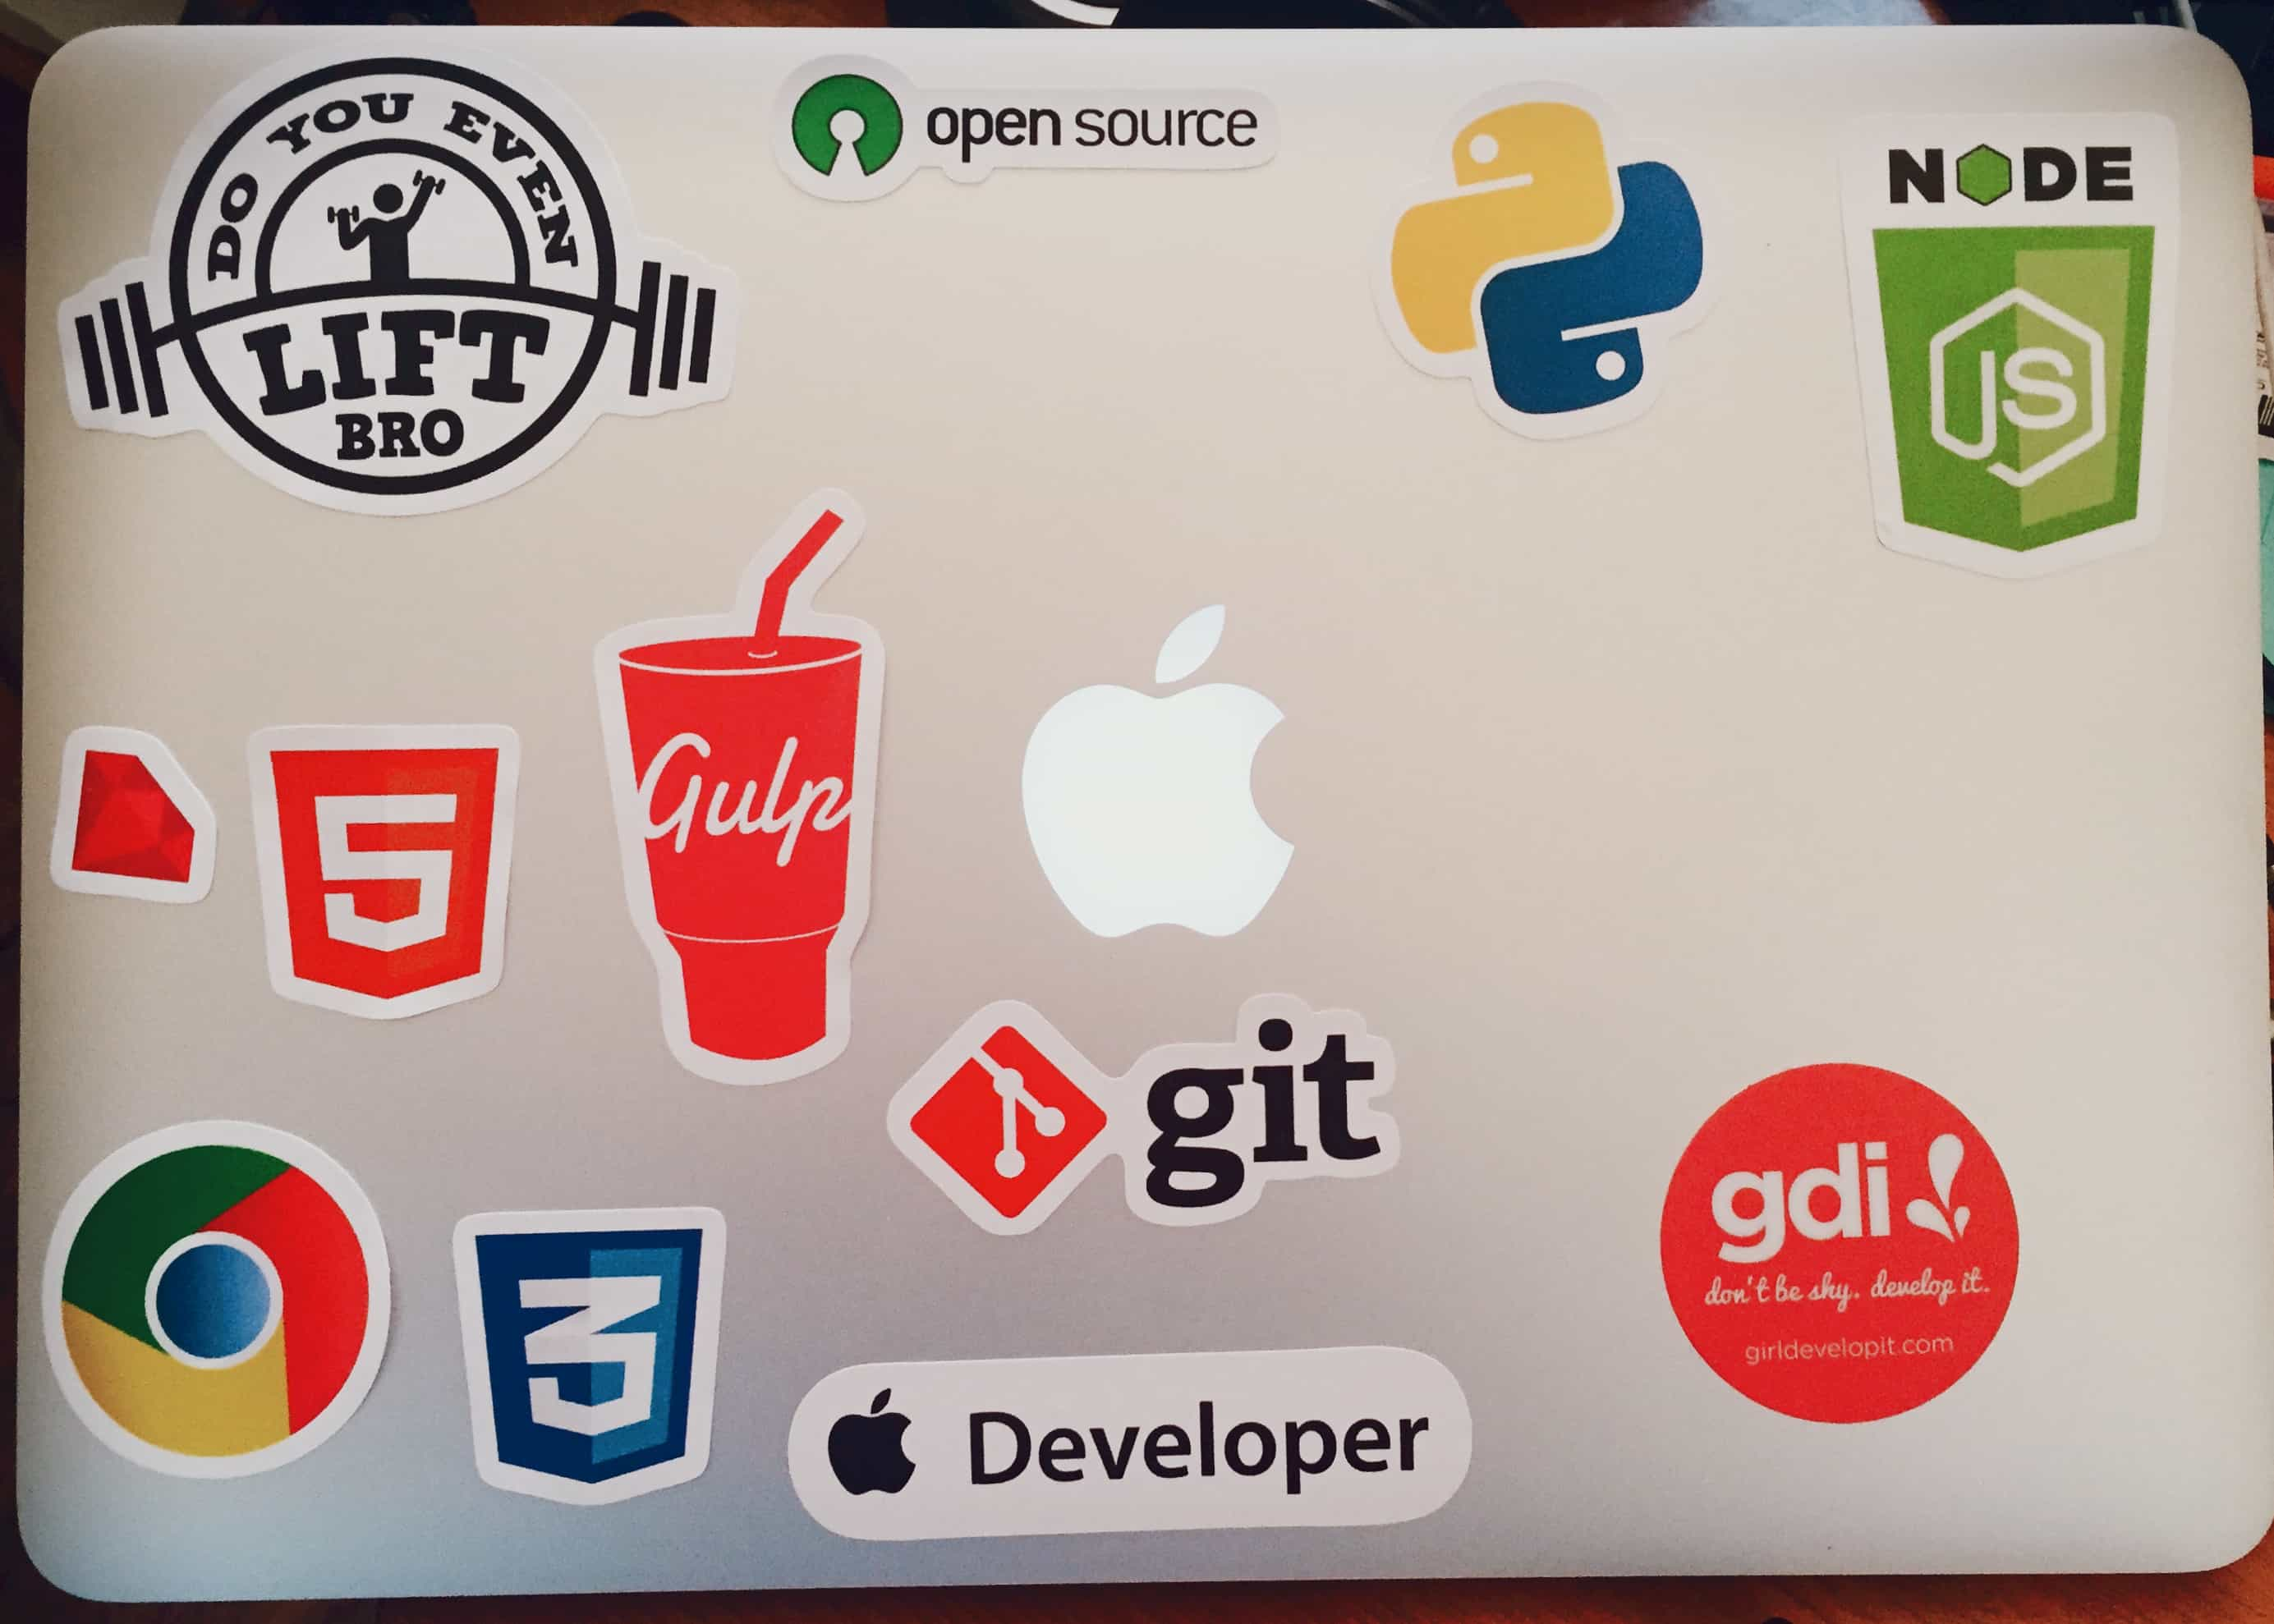 DO YOU EVEN
LIFT
BRO
open source
NODE
JS
5
Gulp
git
3
Developer
gdi
don't be shy. develop it.
girldevelopit.com